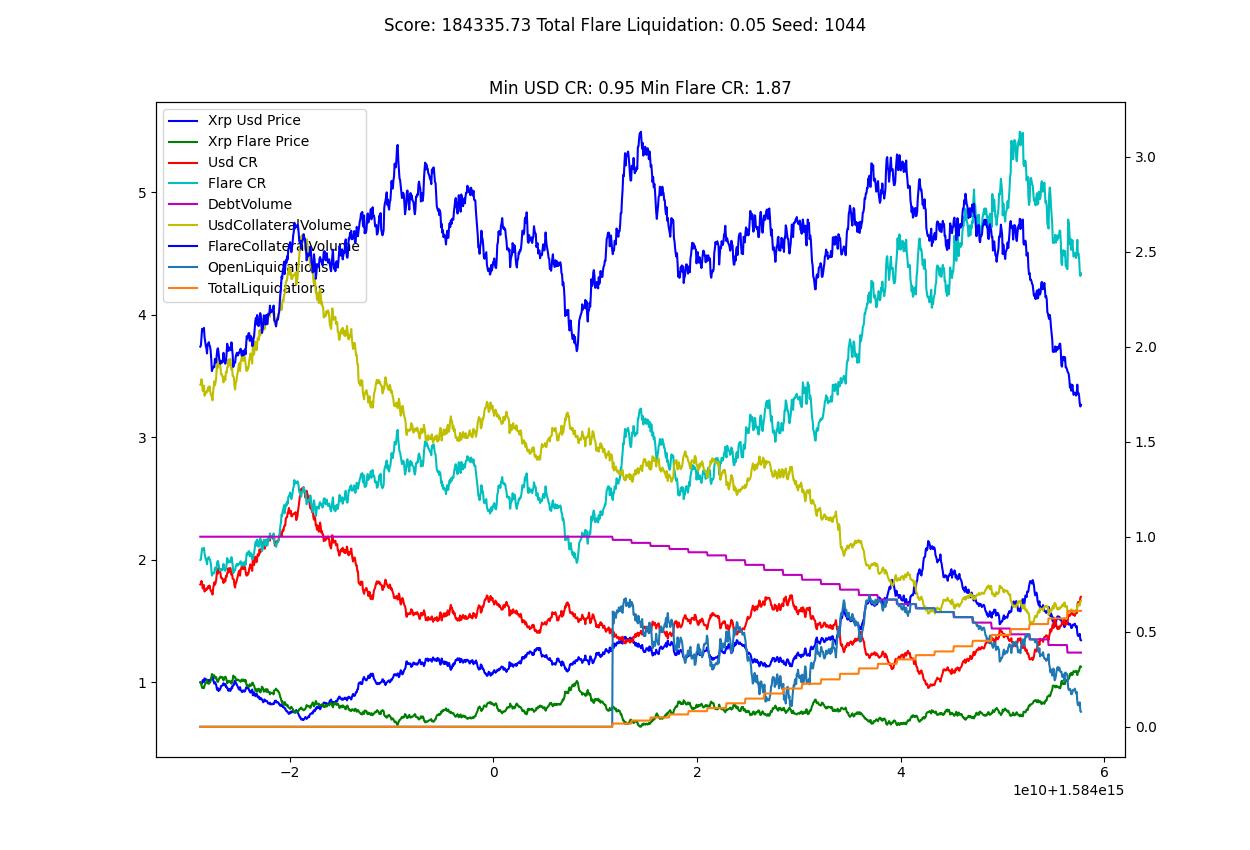 Score: 184335.73 Total Flare Liquidation: 0.05 Seed: 1044
Min USD CR: 0.95 Min Flare CR: 1.87
Xrp Usd Price
Xrp Flare Price
Usd CR
Flare CR
DebtVolume
UsdCollateralVolume
FlareCollateralVolume
OpenLiquidations
TotalLiquidations
5
4
3
2
1
3.0
2.5
2.0
1.5
1.0
0.5
0.0
−2
0
2
4
6
1e10+1.584e15